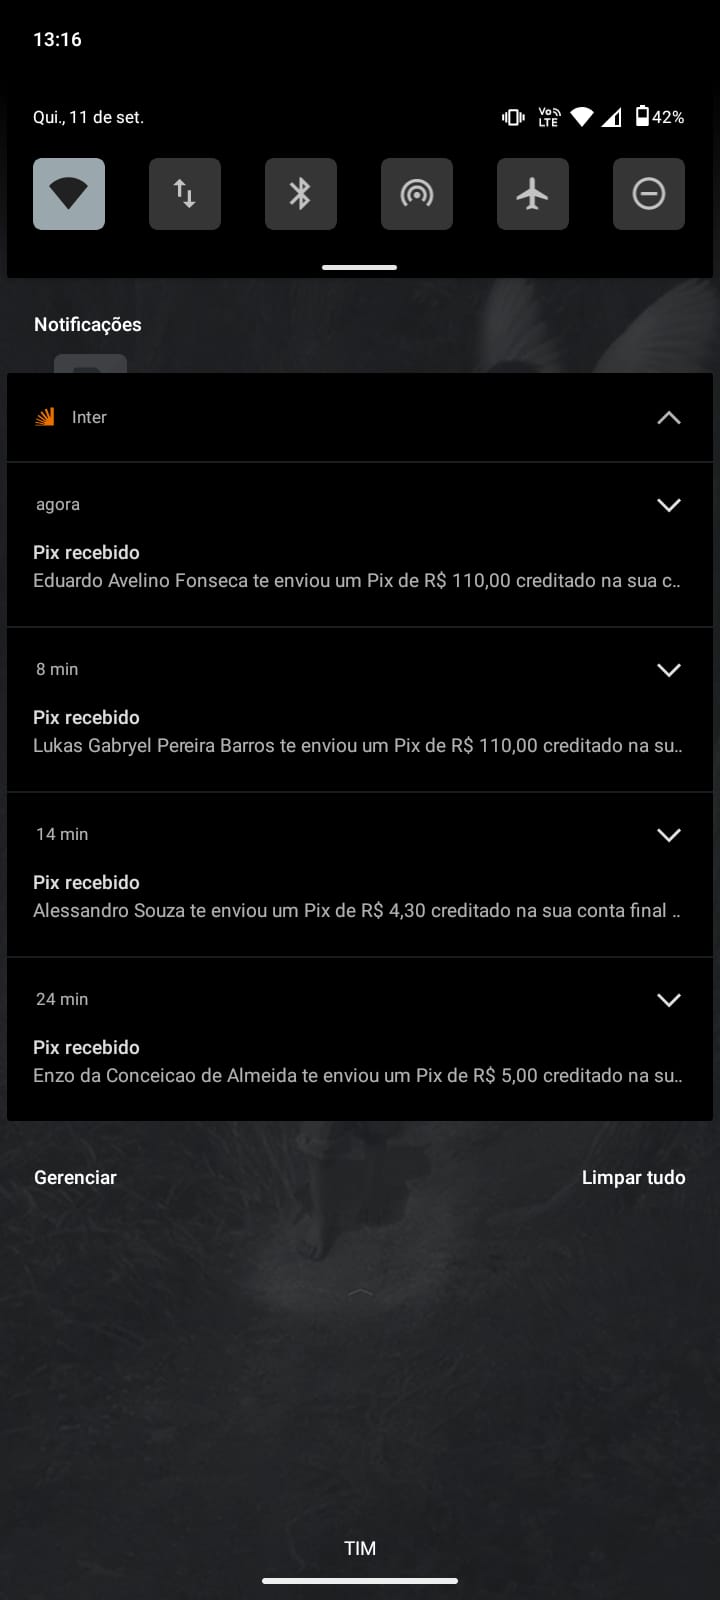 13:16
Qui., 11 de set.
Vo LTE 42%
Notificações
Inter
agora
Pix recebido
Eduardo Avelino Fonseca te enviou um Pix de R$ 110,00 creditado na sua c..
8 min
Pix recebido
Lukas Gabryel Pereira Barros te enviou um Pix de R$ 110,00 creditado na su..
14 min
Pix recebido
Alessandro Souza te enviou um Pix de R$ 4,30 creditado na sua conta final ..
24 min
Pix recebido
Enzo da Conceicao de Almeida te enviou um Pix de R$ 5,00 creditado na su..
Gerenciar
Limpar tudo
TIM